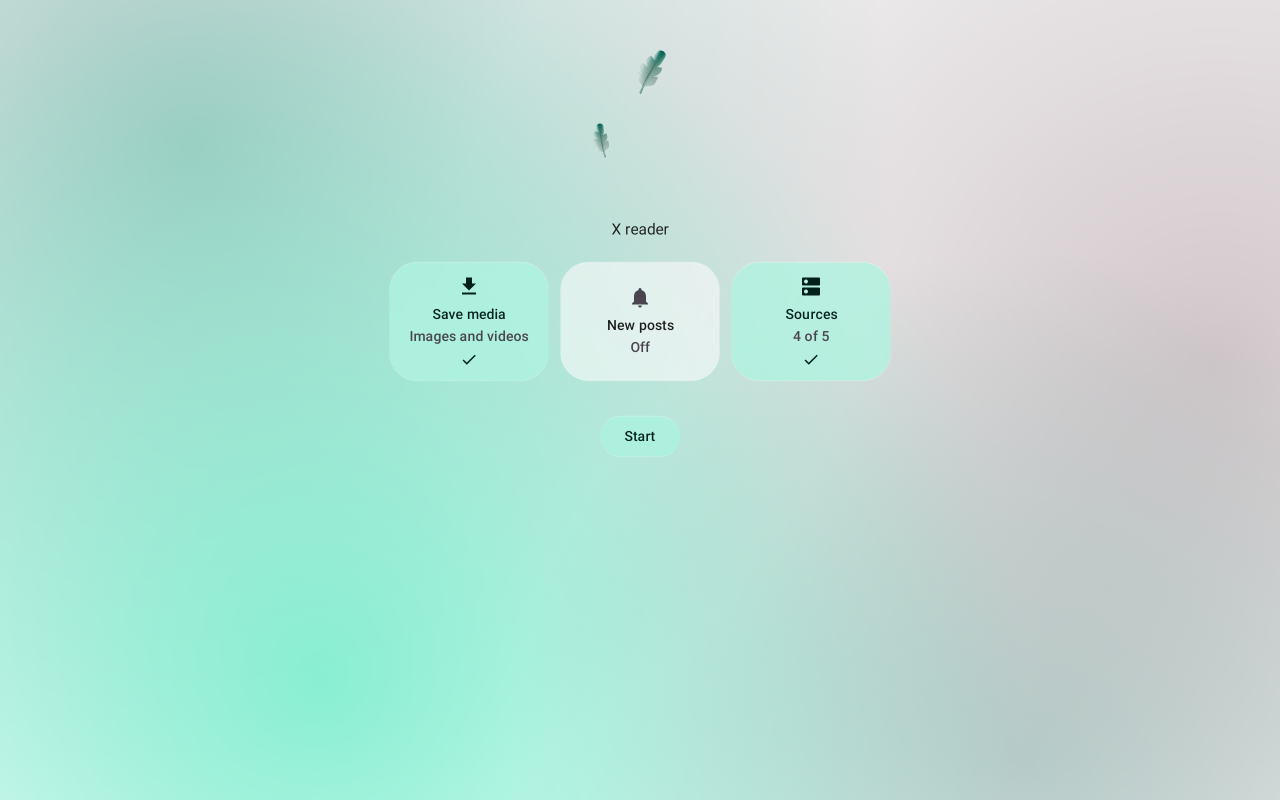 X reader
Save media
Images and videos
New posts
Off
Sources
4 of 5
Start